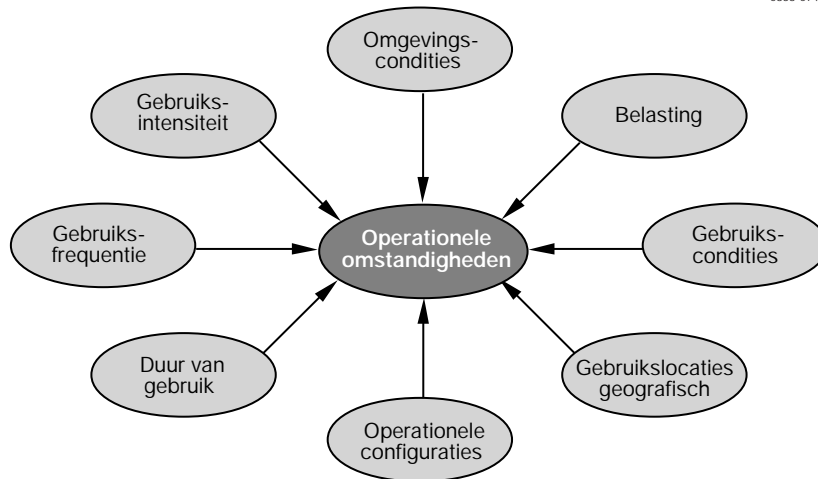 Omgevings-
condities
Gebruiks-
intensiteit
Belasting
Gebruiks-
frequentie
Operationele
omstandigheden
Gebruiks-
condities
Duur van
gebruik
Gebruikslocaties
geografisch
Operationele
configuraties